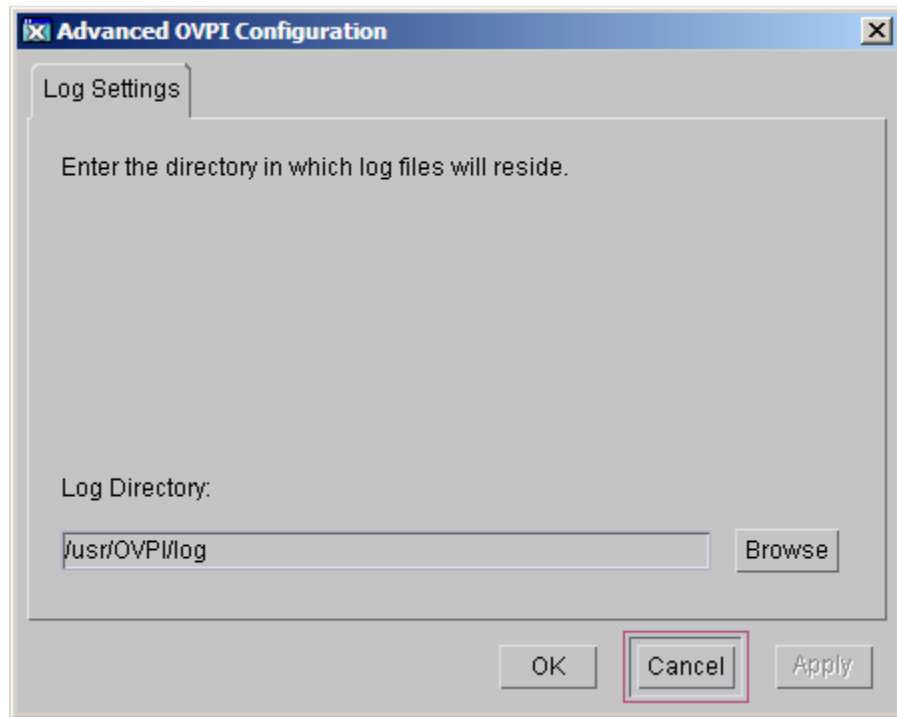 Advanced OVPI Configuration
Log Settings
Enter the directory in which log files will reside.
Log Directory:
/usr/OVPI/log
Browse
OK
Cancel
Apply